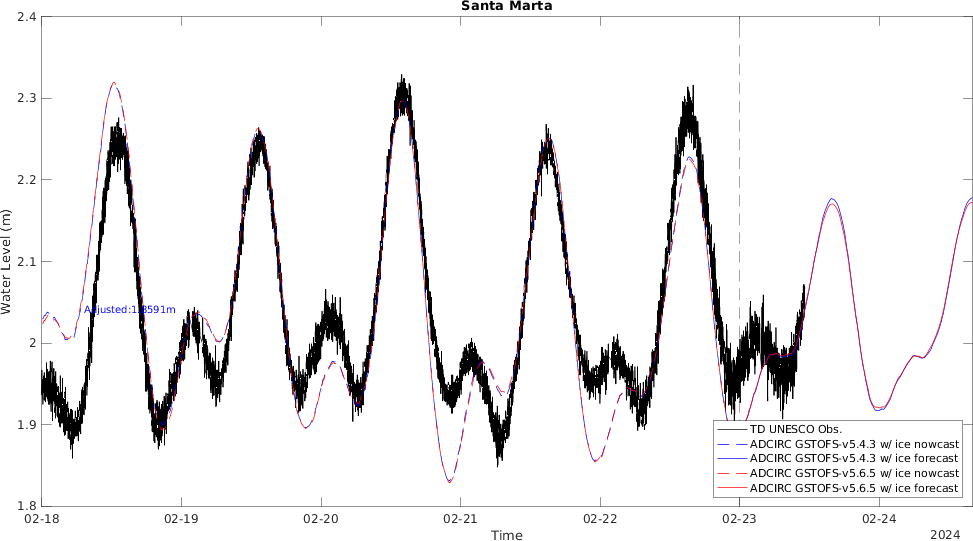 Santa Marta
2.4
2.3
2.2
2.1
2
1.9
1.8
Water Level (m)
02-18
02-19
02-20
02-21
02-22
02-23
02-24
Time
2024
TD UNESCO Obs.
ADCIRC GSTOFS-v5.4.3 w/ ice nowcast
ADCIRC GSTOFS-v5.4.3 w/ ice forecast
ADCIRC GSTOFS-v5.6.5 w/ ice nowcast
ADCIRC GSTOFS-v5.6.5 w/ ice forecast